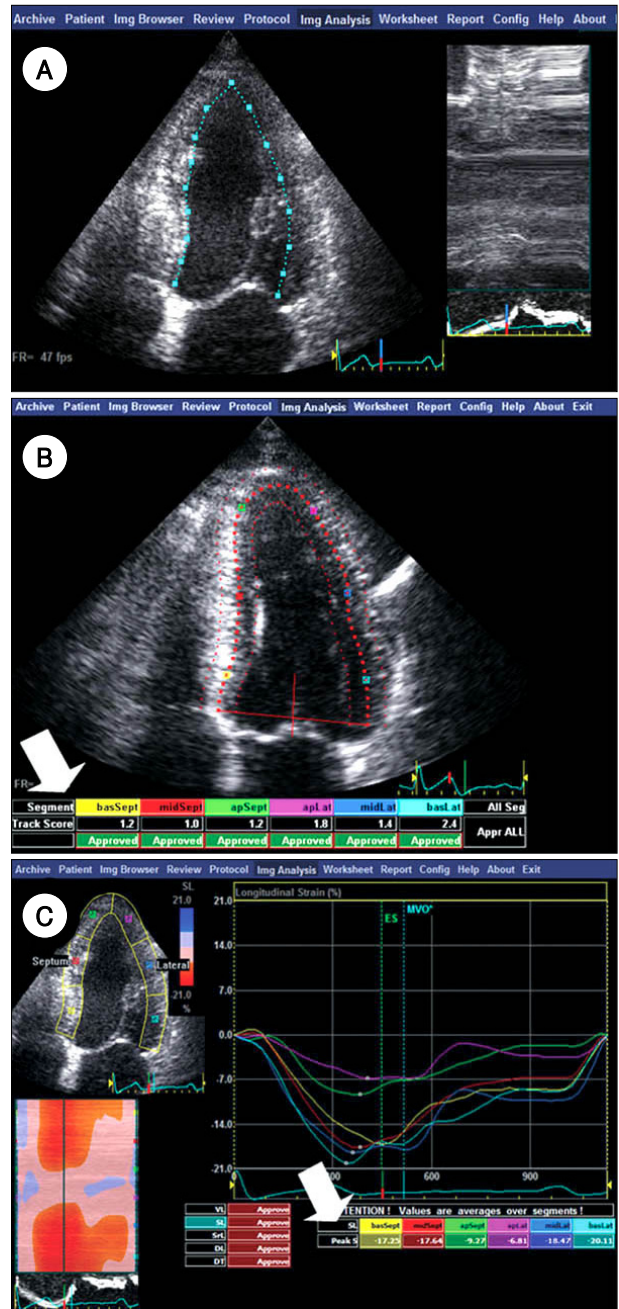 Archive Patient Img Browser Review Protocol Img Analysis Worksheet Report Config Help About
A
FR= 47 fps
Archive Patient Img Browser Review Protocol Img Analysis Worksheet Report Config Help About Exit
B
FR=
Segment basSept midSept apSept apLat midLat basLat All Seg
Track Score 1.2 1.0 1.2 1.8 1.4 2.4 Appr ALL
Approved Approved Approved Approved Approved Approved
Archive Patient Img Browser Review Protocol Img Analysis Worksheet Report Config Help About Exit
C
SL
21.0
Septum Lateral
-21.0
%
Longitudinal Strain (%)
21.0
ES
MVO*
14.0
7.0
0.0
-7.0
-14.0
-21.0
0 600 900
VL Approve
SL Approve
SrL Approve
DL Approve
DT Approve
TENTION ! Values are averages over segments !
SL basSept midSept apSept apLat midLat basLat
Peak S -17.25 -17.64 -9.27 -6.81 -18.47 -20.11